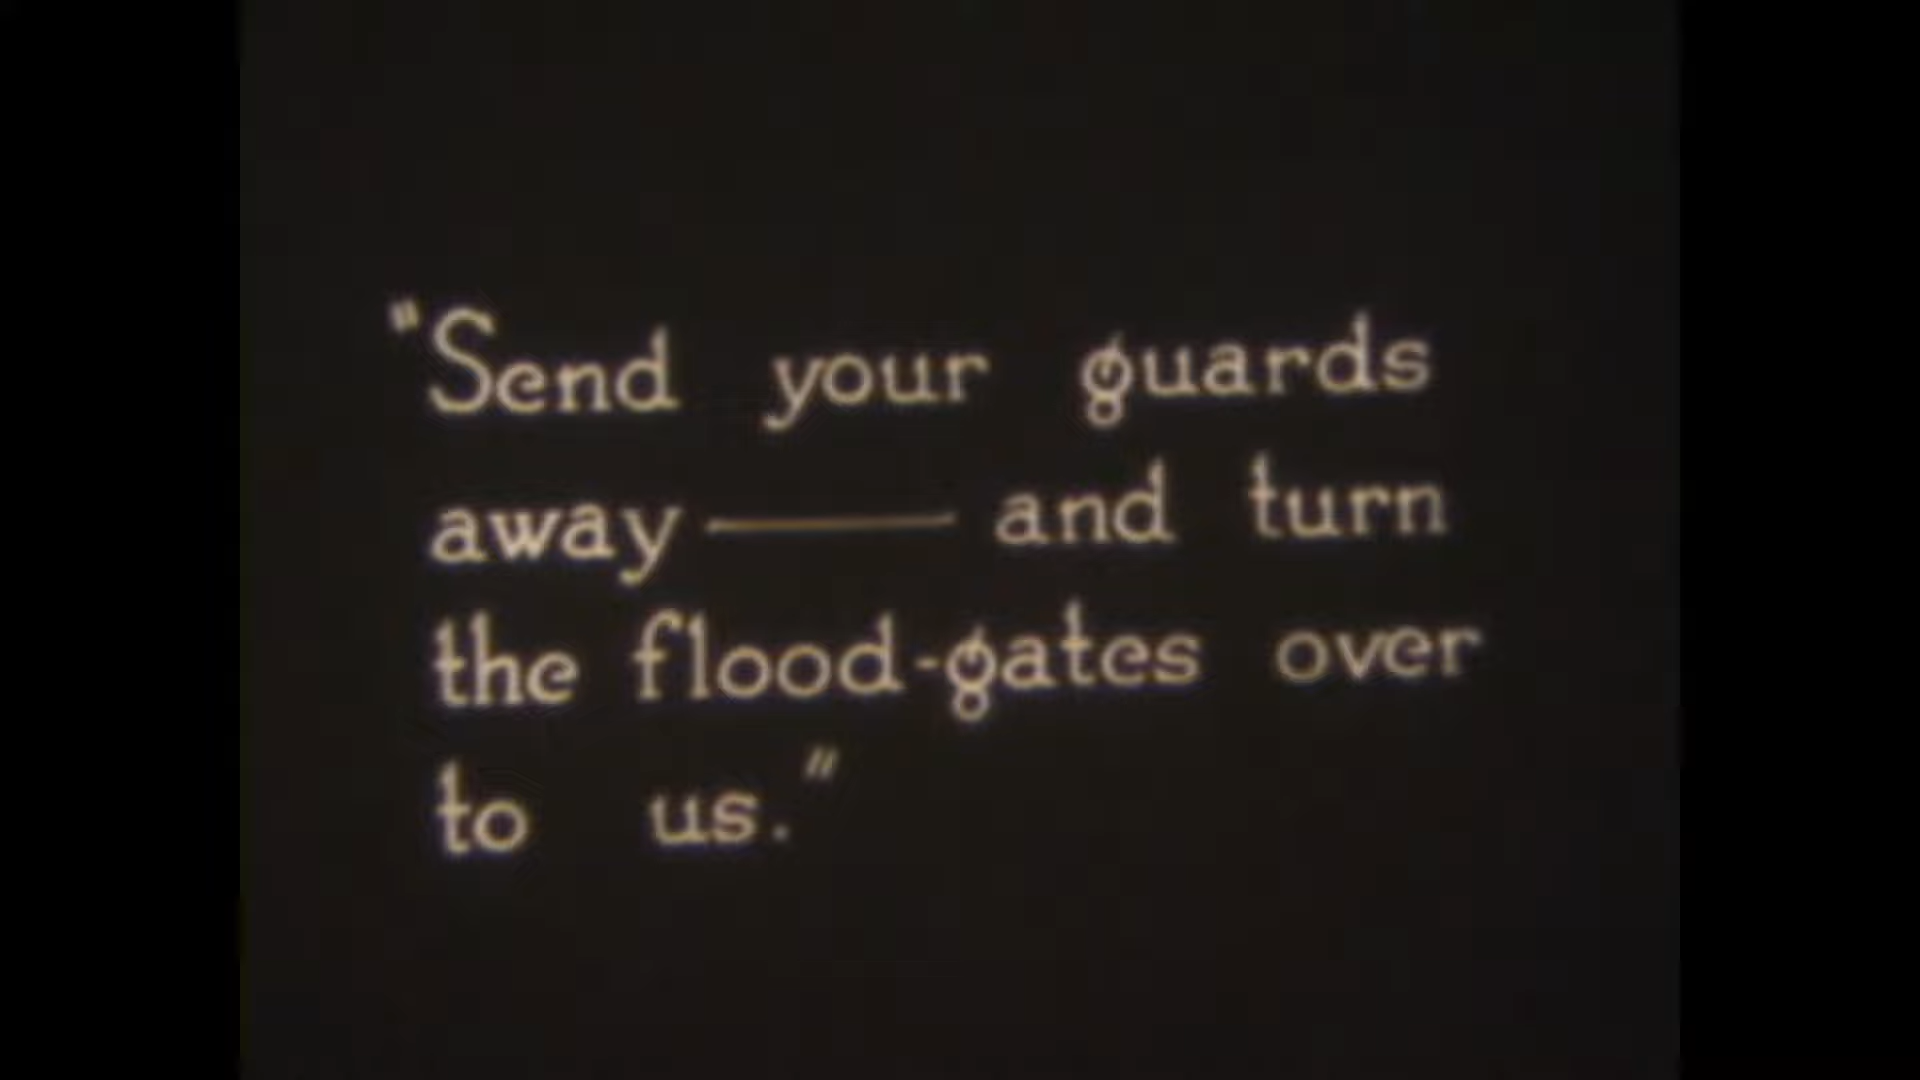 "Send your guards
away—and turn
the flood-gates over
to us."